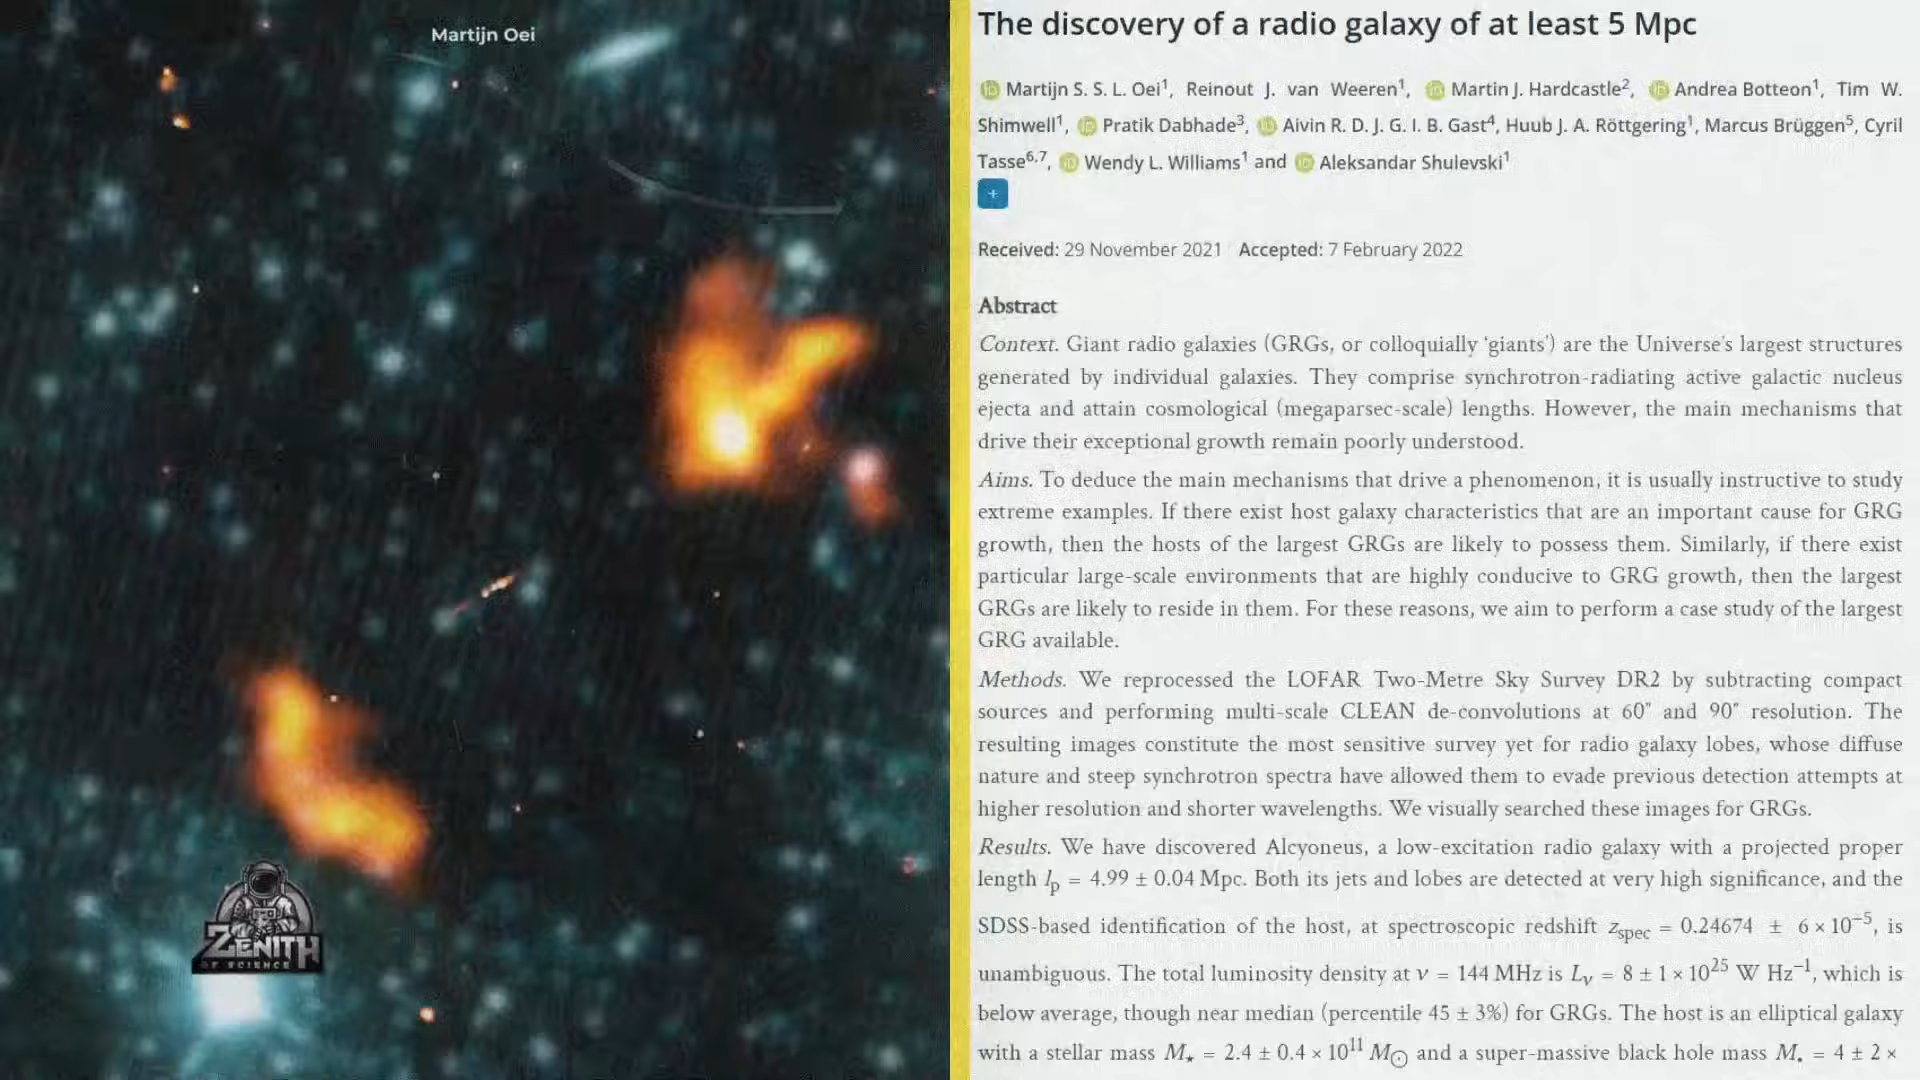 Martijn Oei
ZENITH
OF SCIENCE
The discovery of a radio galaxy of at least 5 Mpc
Martijn S. S. L. Oei1, Reinout J. van Weeren1, Martin J. Hardcastle2, Andrea Botteon1, Tim W.
Shimwell1, Pratik Dabhade3, Aivin R. D. J. G. I. B. Gast4, Huub J. A. Röttgering1, Marcus Brüggen5, Cyril
Tasse6,7, Wendy L. Williams1 and Aleksandar Shulevski1
+
Received: 29 November 2021 Accepted: 7 February 2022
Abstract
Context. Giant radio galaxies (GRGs, or colloquially ‘giants’) are the Universe’s largest structures
generated by individual galaxies. They comprise synchrotron-radiating active galactic nucleus
ejecta and attain cosmological (megaparsec-scale) lengths. However, the main mechanisms that
drive their exceptional growth remain poorly understood.
Aims. To deduce the main mechanisms that drive a phenomenon, it is usually instructive to study
extreme examples. If there exist host galaxy characteristics that are an important cause for GRG
growth, then the hosts of the largest GRGs are likely to possess them. Similarly, if there exist
particular large-scale environments that are highly conducive to GRG growth, then the largest
GRGs are likely to reside in them. For these reasons, we aim to perform a case study of the largest
GRG available.
Methods. We reprocessed the LOFAR Two-Metre Sky Survey DR2 by subtracting compact
sources and performing multi-scale CLEAN de-convolutions at 60″ and 90″ resolution. The
resulting images constitute the most sensitive survey yet for radio galaxy lobes, whose diffuse
nature and steep synchrotron spectra have allowed them to evade previous detection attempts at
higher resolution and shorter wavelengths. We visually searched these images for GRGs.
Results. We have discovered Alcyoneus, a low-excitation radio galaxy with a projected proper
length lp = 4.99 ± 0.04 Mpc. Both its jets and lobes are detected at very high significance, and the
SDSS-based identification of the host, at spectroscopic redshift zspec = 0.24674 ± 6 × 10−5, is
unambiguous. The total luminosity density at ν = 144 MHz is Lν = 8 ± 1 × 1025 W Hz−1, which is
below average, though near median (percentile 45 ± 3%) for GRGs. The host is an elliptical galaxy
with a stellar mass M⋆ = 2.4 ± 0.4 × 1011 M⊙ and a super-massive black hole mass M• = 4 ± 2 ×